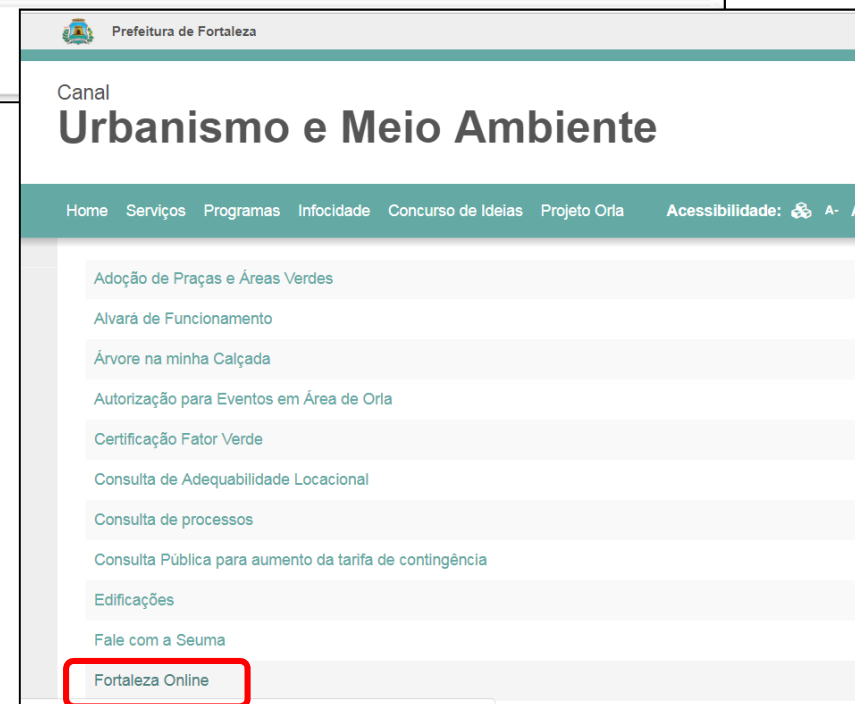 Prefeitura de Fortaleza
Canal
Urbanismo e Meio Ambiente
Home Serviços Programas Infocidade Concurso de Ideias Projeto Orla Acessibilidade: A-
Adoção de Praças e Áreas Verdes
Alvará de Funcionamento
Árvore na minha Calçada
Autorização para Eventos em Área de Orla
Certificação Fator Verde
Consulta de Adequabilidade Locacional
Consulta de processos
Consulta Pública para aumento da tarifa de contingência
Edificações
Fale com a Seuma
Fortaleza Online